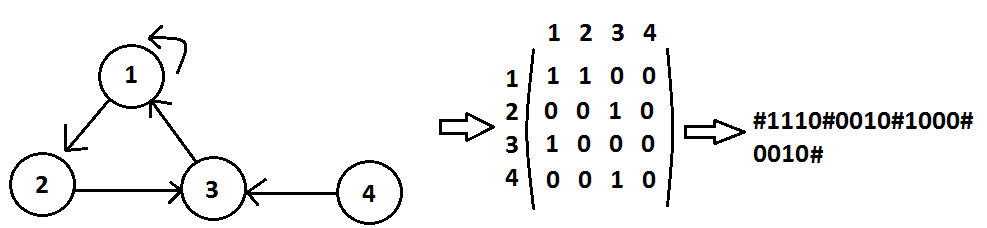 1 2 3 4
1 1 1 0 0
2 0 0 1 0
3 1 0 0 0
4 0 0 1 0
1
2
3
4
#1110#0010#1000#
0010#